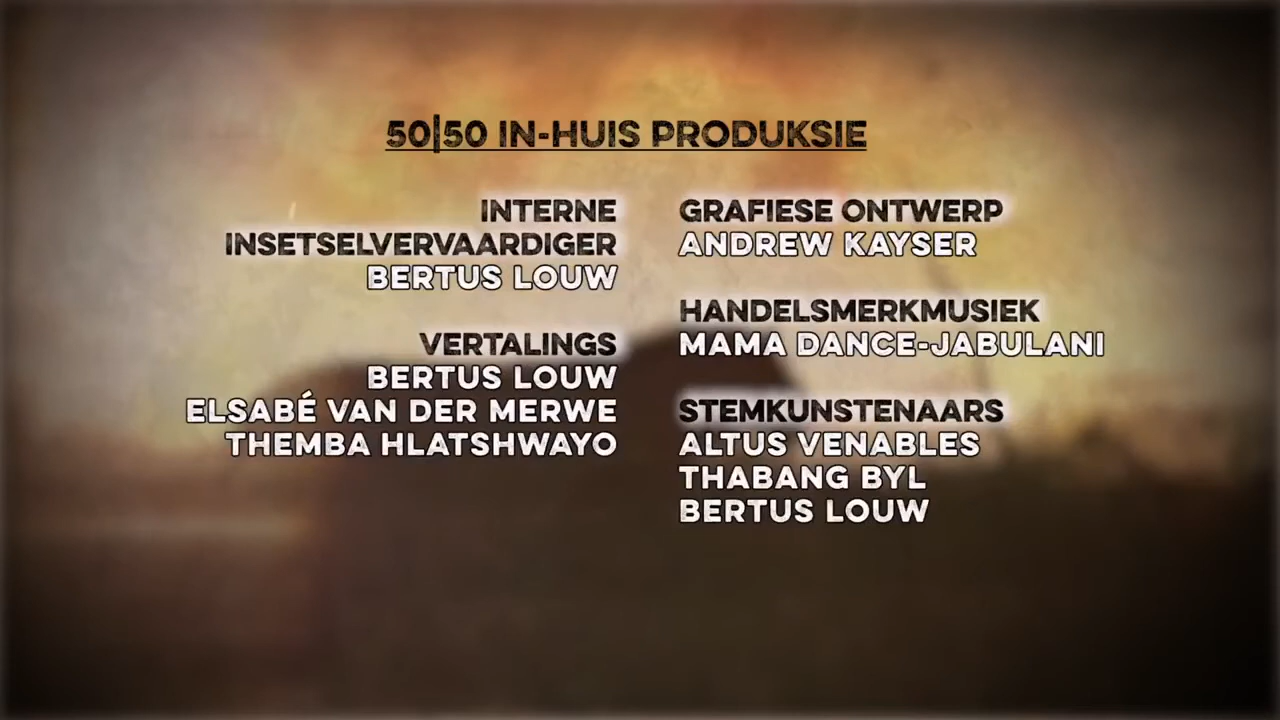 50|50 IN-HUIS PRODUKSIE
INTERNE
INSETSELVERVAARDIGER
BERTUS LOUW
VERTALINGS
BERTUS LOUW
ELSABÉ VAN DER MERWE
THEMBA HLATSHWAYO
GRAFIESE ONTWERP
ANDREW KAYSER
HANDELSMERKMUSIEK
MAMA DANCE-JABULANI
STEMKUNSTENAARS
ALTUS VENABLES
THABANG BYL
BERTUS LOUW